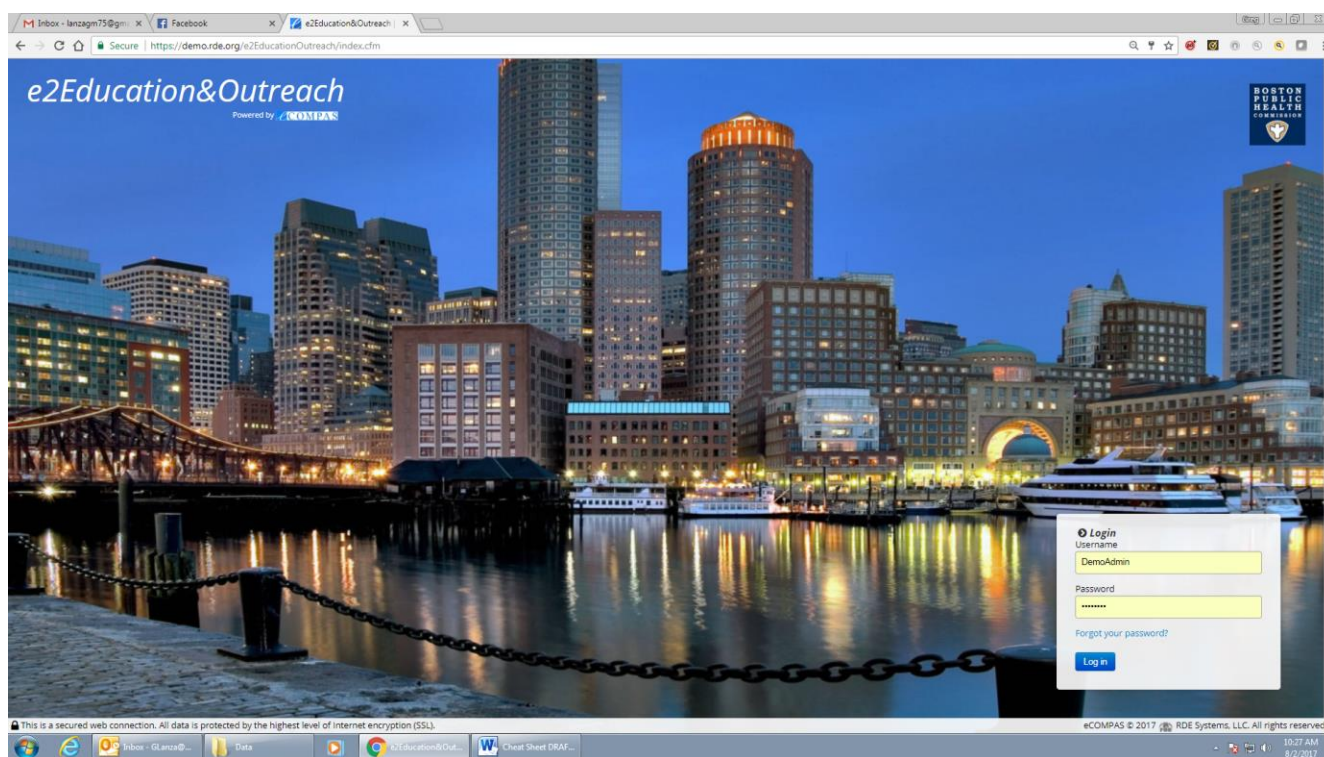 Inbox - lanzagm75@gm
Facebook
e2Education&Outreach |
Greg
Secure | https://demo.rde.org/e2EducationOutreach/index.cfm
e2Education&Outreach
Powered by eCOMPAS
BOSTON
PUBLIC
HEALTH
COMMISSION
Login
Username
DemoAdmin
Password
••••••••
Forgot your password?
Log in
This is a secured web connection. All data is protected by the highest level of Internet encryption (SSL).
eCOMPAS © 2017 RDE Systems, LLC. All rights reserved
Inbox - GLanza@...
Data
e2Education&Out...
Cheat Sheet DRAF...
10:27 AM
8/2/2017